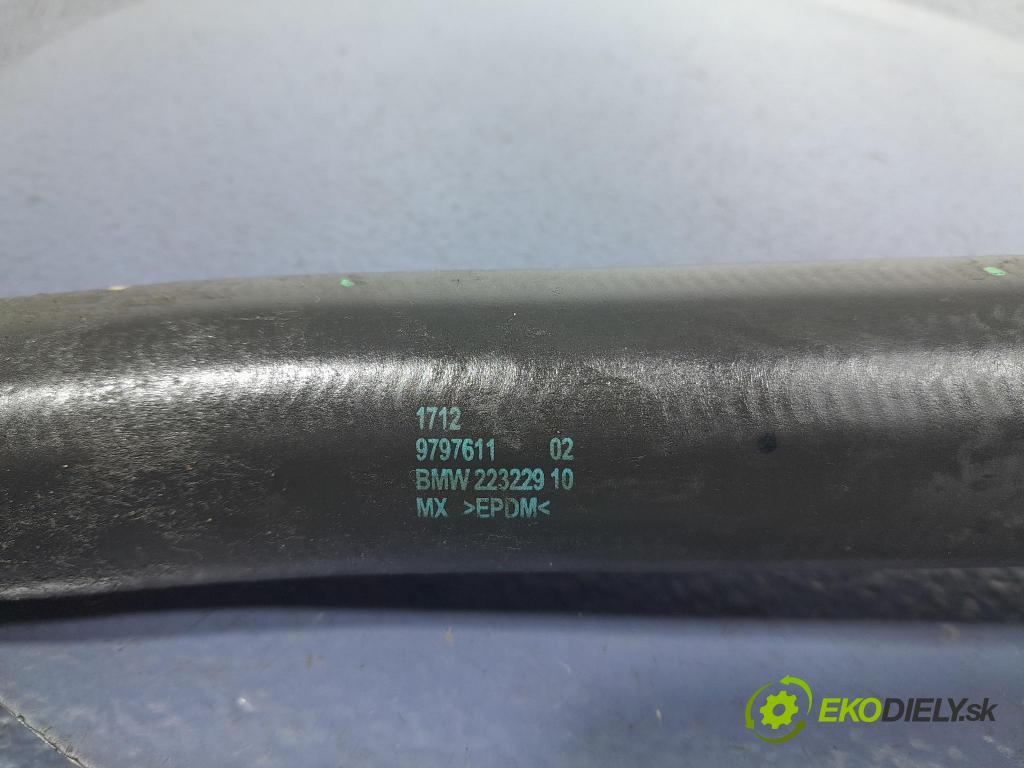 1712
9797611 02
BMW 223229 10
MX >EPDM<
EKODIELY.sk